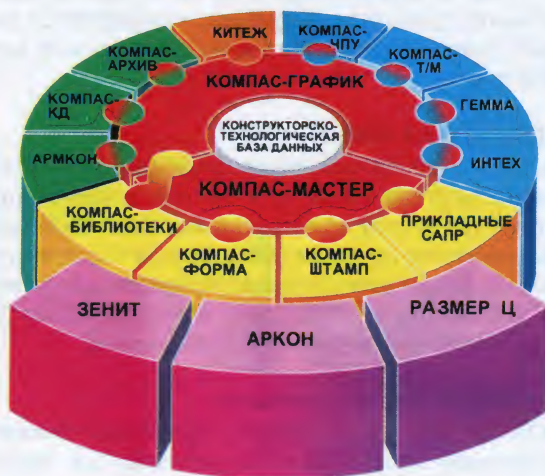 КИТЕЖ
КОМПАС-
ЧПУ
КОМПАС-
АРХИВ
КОМПАС-
Т/М
КОМПАС-ГРАФИК
КОМПАС-
КД
ГЕММА
КОНСТРУКТОРСКО-
ТЕХНОЛОГИЧЕСКАЯ
БАЗА ДАННЫХ
АРМКОН
ИНТЕХ
КОМПАС-МАСТЕР
КОМПАС-
БИБЛИОТЕКИ
КОМПАС-
ФОРМА
КОМПАС-
ШТАМП
ПРИКЛАДНЫЕ
САПР
ЗЕНИТ
АРКОН
РАЗМЕР Ц